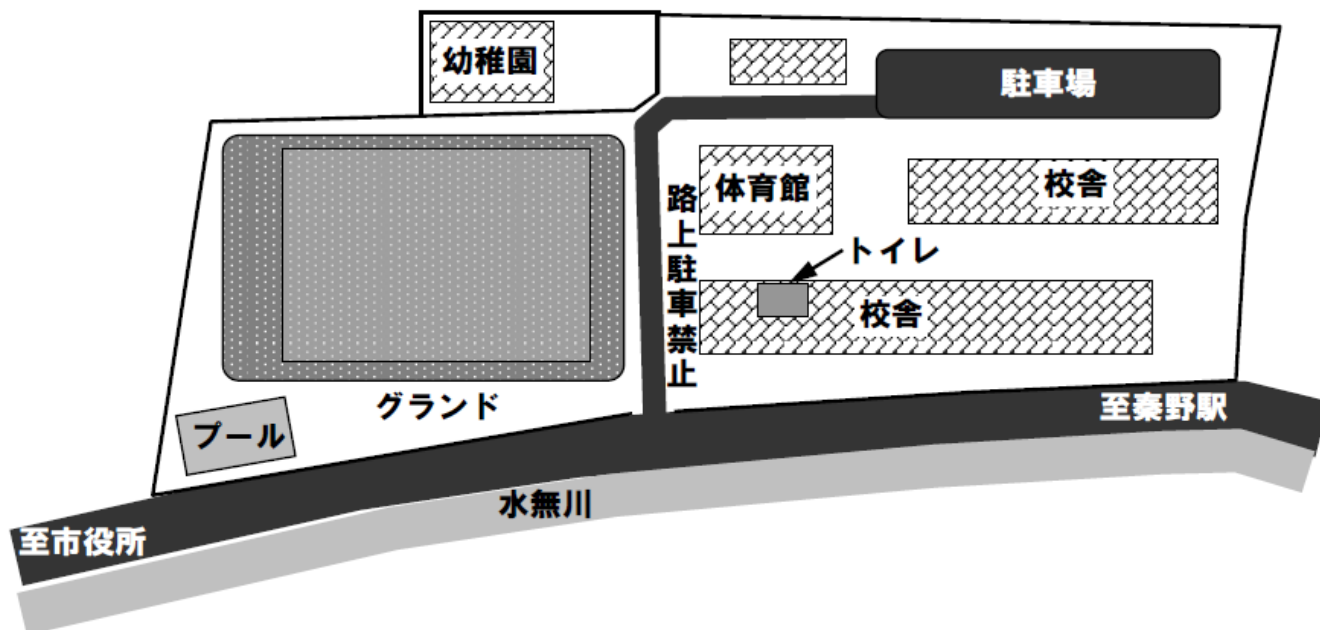 幼稚園
駐車場
体育館
校舎
路上駐車禁止
トイレ
校舎
グランド
プール
至秦野駅
水無川
至市役所